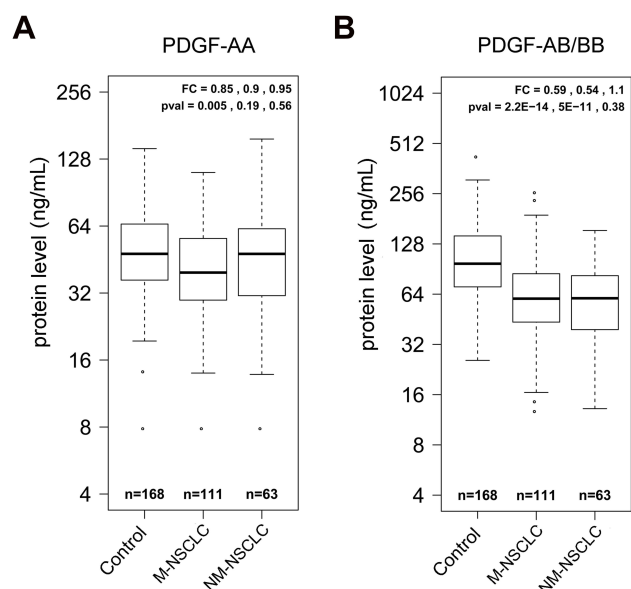 A
PDGF-AA
FC = 0.85 , 0.9 , 0.95
pval = 0.005 , 0.19 , 0.56
protein level (ng/mL)
256
128
64
32
16
8
4
n=168 n=111 n=63
Control
M-NSCLC
NM-NSCLC
B
PDGF-AB/BB
FC = 0.59 , 0.54 , 1.1
pval = 2.2E−14 , 5E−11 , 0.38
protein level (ng/mL)
1024
512
256
128
64
32
16
8
4
n=168 n=111 n=63
Control
M-NSCLC
NM-NSCLC